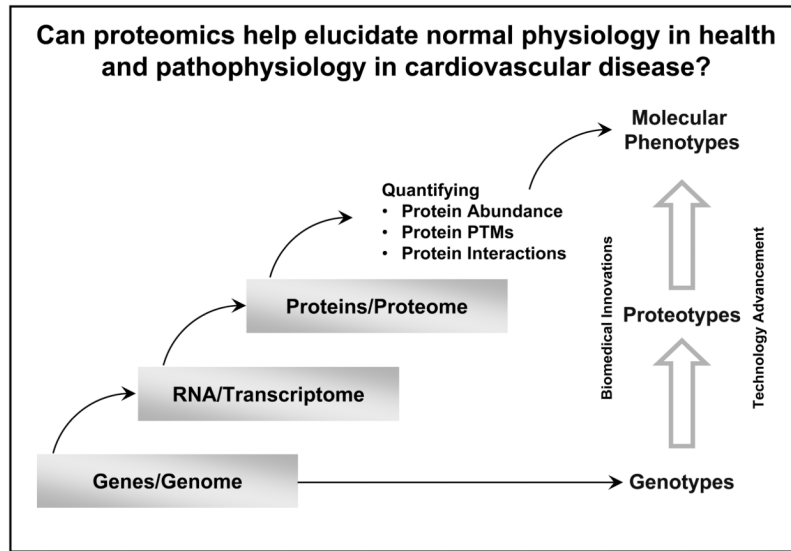 Can proteomics help elucidate normal physiology in health
and pathophysiology in cardiovascular disease?
Molecular
Phenotypes
Quantifying
• Protein Abundance
• Protein PTMs
• Protein Interactions
Biomedical Innovations
Technology Advancement
Proteins/Proteome
Proteotypes
RNA/Transcriptome
Genes/Genome
Genotypes